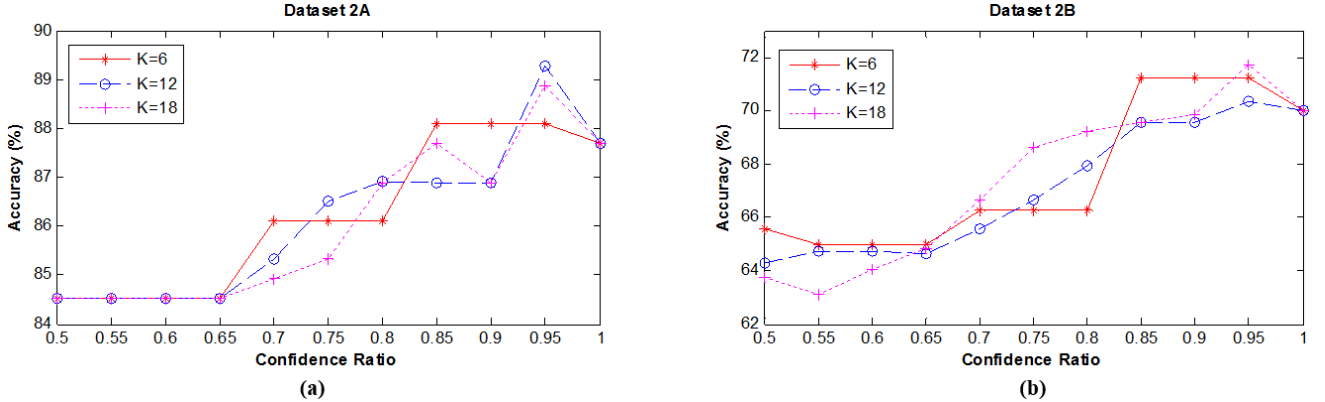 Dataset 2A
90
89
88
87
86
85
84
Accuracy (%)
K=6
K=12
K=18
0.5 0.55 0.6 0.65 0.7 0.75 0.8 0.85 0.9 0.95 1
Confidence Ratio
(a)
Dataset 2B
72
70
68
66
64
62
Accuracy (%)
K=6
K=12
K=18
0.5 0.55 0.6 0.65 0.7 0.75 0.8 0.85 0.9 0.95 1
Confidence Ratio
(b)